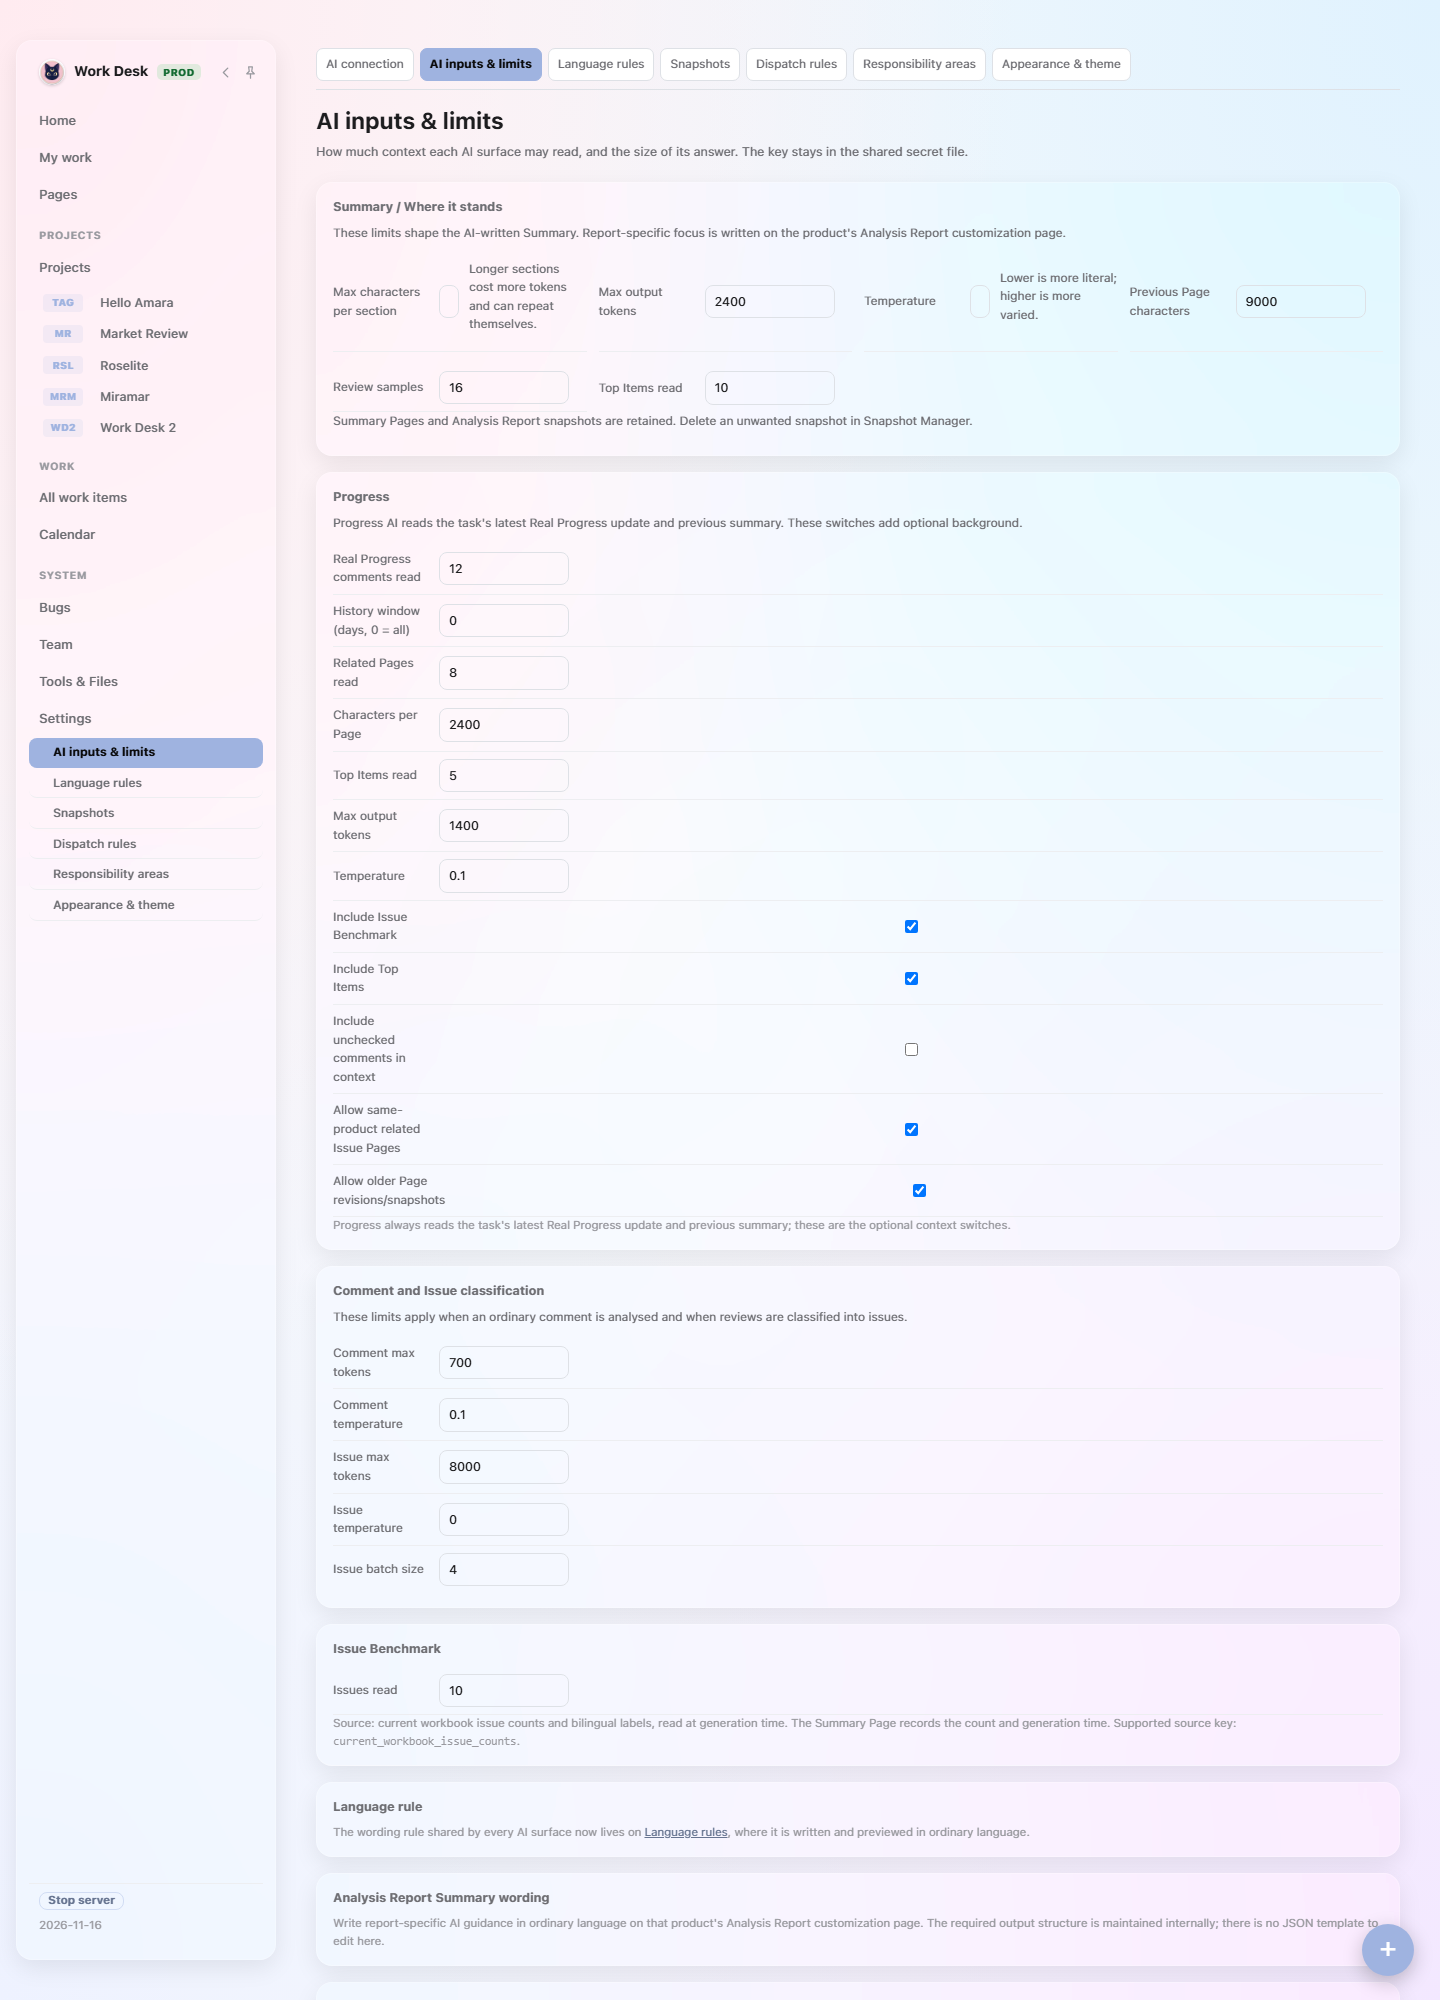 Work Desk PROD
Home
My work
Pages
PROJECTS
Projects
TAG Hello Amara
MR Market Review
RSL Roselite
MRM Miramar
WD2 Work Desk 2
WORK
All work items
Calendar
SYSTEM
Bugs
Team
Tools & Files
Settings
AI inputs & limits
Language rules
Snapshots
Dispatch rules
Responsibility areas
Appearance & theme
Stop server
2026-11-16
AI connection AI inputs & limits Language rules Snapshots Dispatch rules Responsibility areas Appearance & theme
AI inputs & limits
How much context each AI surface may read, and the size of its answer. The key stays in the shared secret file.
Summary / Where it stands
These limits shape the AI-written Summary. Report-specific focus is written on the product's Analysis Report customization page.
Max characters
per section
Longer sections
cost more tokens
and can repeat
themselves.
Max output
tokens
2400
Temperature
Lower is more literal;
higher is more
varied.
Previous Page
characters
9000
Review samples 16
Top Items read 10
Summary Pages and Analysis Report snapshots are retained. Delete an unwanted snapshot in Snapshot Manager.
Progress
Progress AI reads the task's latest Real Progress update and previous summary. These switches add optional background.
Real Progress
comments read
12
History window
(days, 0 = all)
0
Related Pages
read
8
Characters per
Page
2400
Top Items read 5
Max output
tokens
1400
Temperature 0.1
Include Issue
Benchmark
Include Top
Items
Include
unchecked
comments in
context
Allow same-
product related
Issue Pages
Allow older Page
revisions/snapshots
Progress always reads the task's latest Real Progress update and previous summary; these are the optional context switches.
Comment and Issue classification
These limits apply when an ordinary comment is analysed and when reviews are classified into issues.
Comment max
tokens
700
Comment
temperature
0.1
Issue max
tokens
8000
Issue
temperature
0
Issue batch size 4
Issue Benchmark
Issues read 10
Source: current workbook issue counts and bilingual labels, read at generation time. The Summary Page records the count and generation time. Supported source key:
current_workbook_issue_counts.
Language rule
The wording rule shared by every AI surface now lives on Language rules, where it is written and previewed in ordinary language.
Analysis Report Summary wording
Write report-specific AI guidance in ordinary language on that product's Analysis Report customization page. The required output structure is maintained internally; there is no JSON template to
edit here.
+